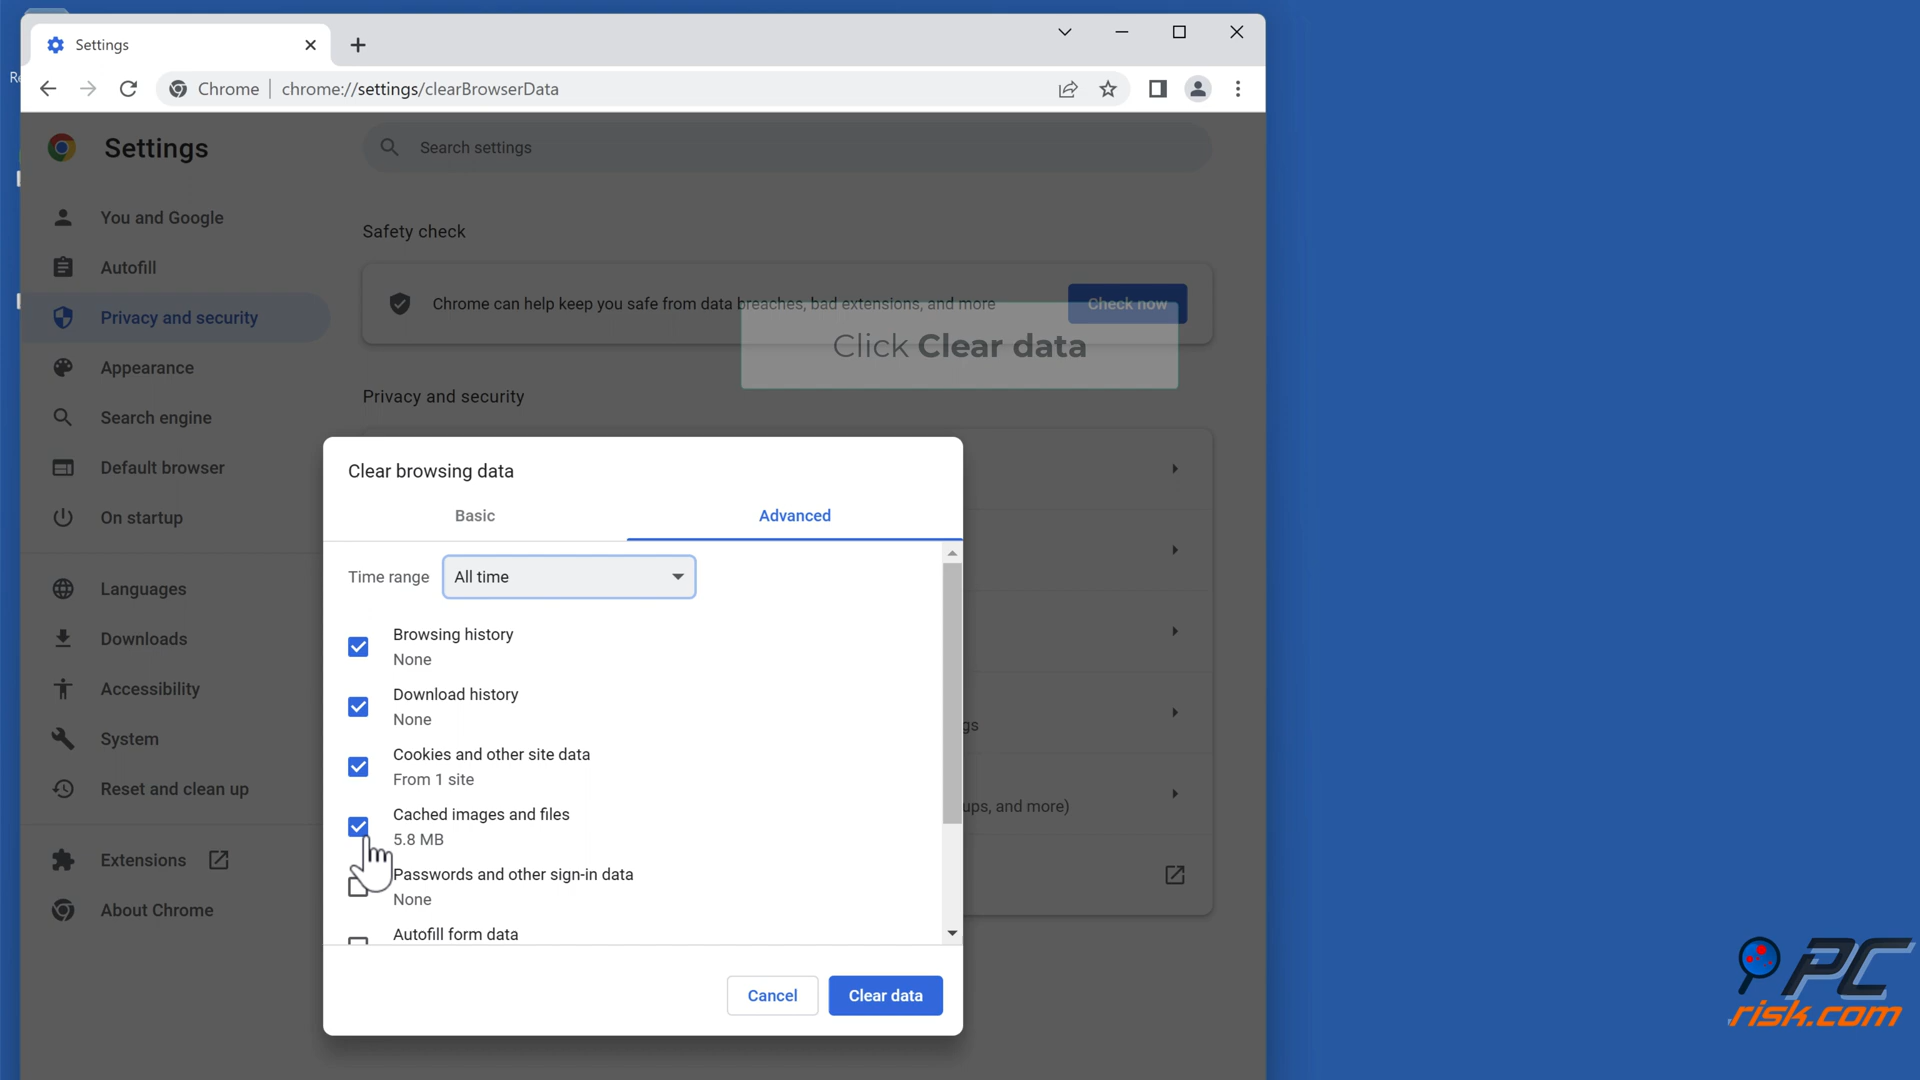 Settings
Chrome
chrome://settings/clearBrowserData
Settings
Search settings
You and Google
Autofill
Privacy and security
Appearance
Search engine
Default browser
On startup
Languages
Downloads
Accessibility
System
Reset and clean up
Extensions
About Chrome
Safety check
Chrome can help keep you safe from data breaches, bad extensions, and more
Check now
Click Clear data
Privacy and security
Clear browsing data
Basic
Advanced
Time range
All time
Browsing history
None
Download history
None
Cookies and other site data
From 1 site
Cached images and files
5.8 MB
Passwords and other sign-in data
None
Autofill form data
gs
ups, and more)
Cancel
Clear data
PC
risk.com